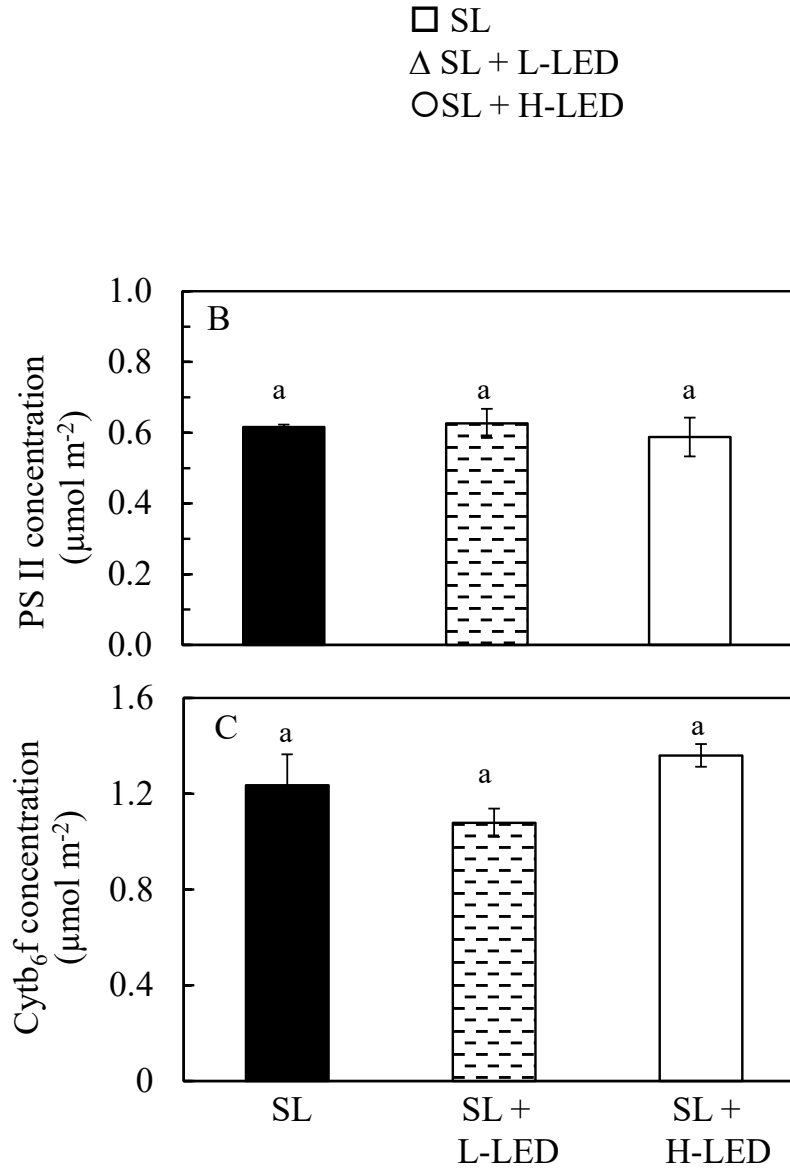 □ SL
Δ SL + L-LED
○SL + H-LED
B
PS II concentration
(µmol m⁻²)
1.0
0.8
0.6
0.4
0.2
0.0
a a a
C
Cytb₆f concentration
(µmol m⁻²)
1.6
1.2
0.8
0.4
0
a a a
SL SL + SL +
L-LED H-LED